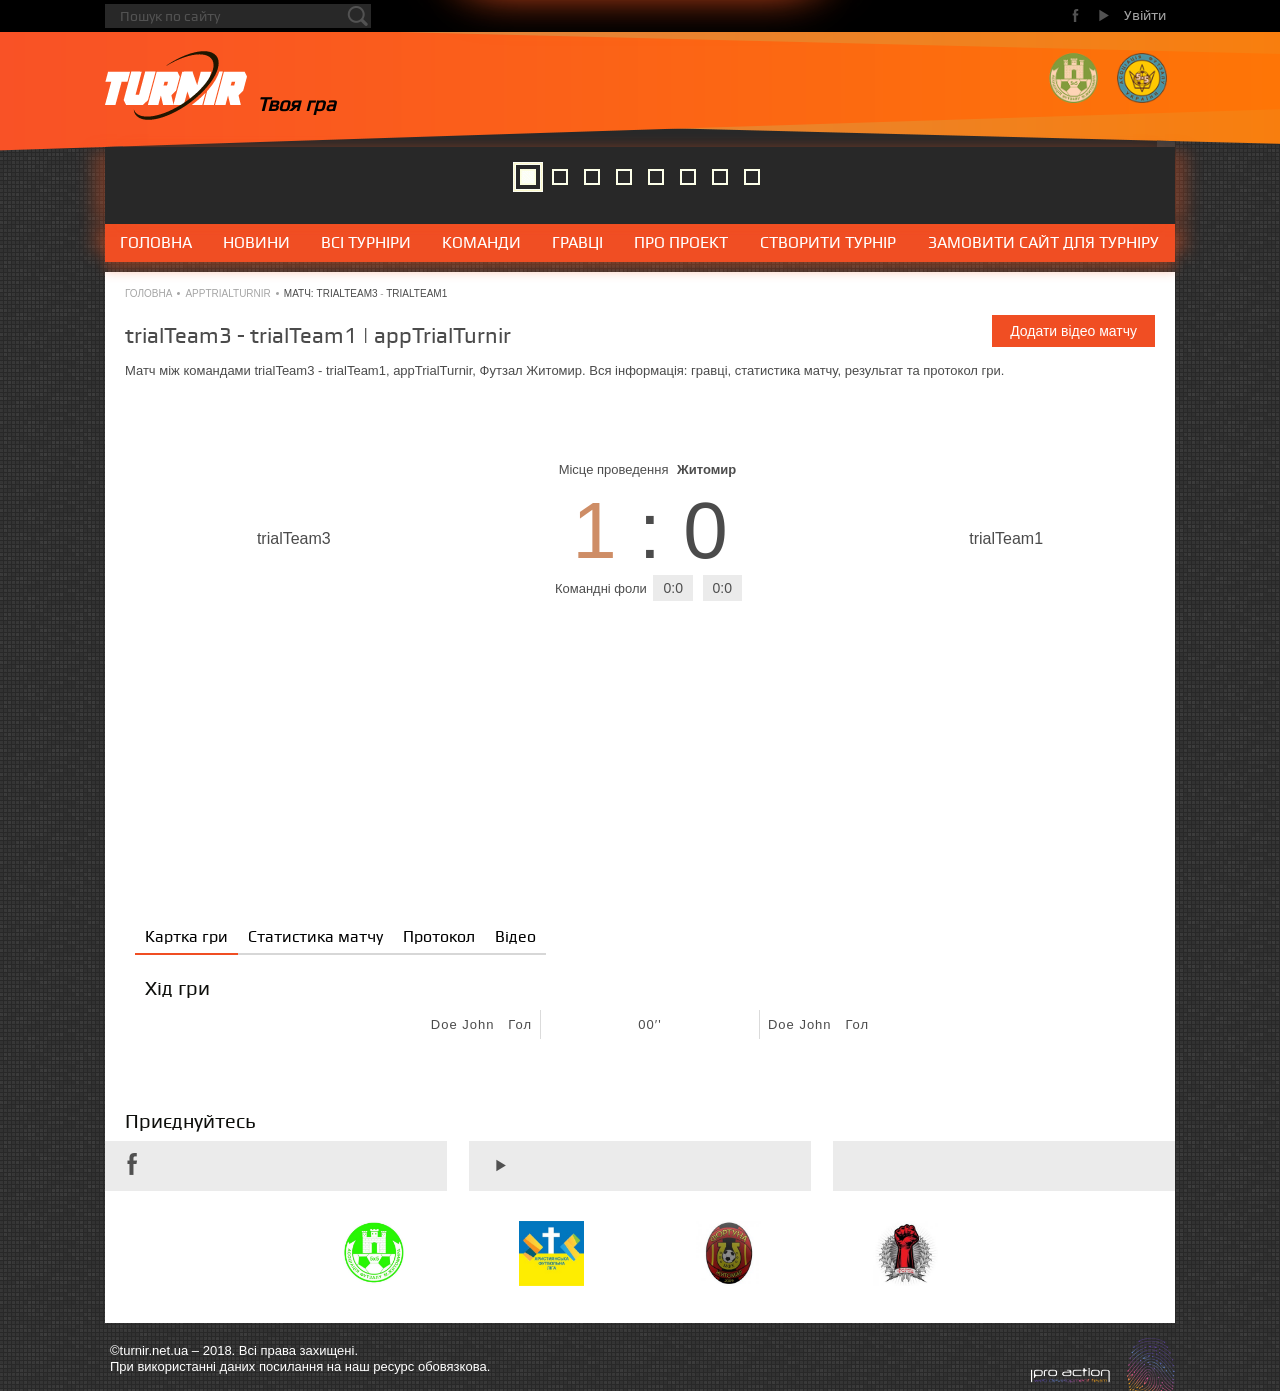 Пошук по сайту
Увійти
TURNIR
Твоя гра
ГОЛОВНА НОВИНИ ВСІ ТУРНІРИ КОМАНДИ ГРАВЦІ ПРО ПРОЕКТ СТВОРИТИ ТУРНІР ЗАМОВИТИ САЙТ ДЛЯ ТУРНІРУ
ГОЛОВНА • APPTRIALTURNIR • МАТЧ: TRIALTEAM3 - TRIALTEAM1
trialTeam3 - trialTeam1 | appTrialTurnir
Додати відео матчу
Матч між командами trialTeam3 - trialTeam1, appTrialTurnir, Футзал Житомир. Вся інформація: гравці, статистика матчу, результат та протокол гри.
Місце проведення Житомир
trialTeam3
1 : 0
trialTeam1
Командні фоли 0:0 0:0
Картка гри Статистика матчу Протокол Відео
Хід гри
Doe John Гол 00'' Doe John Гол
Приєднуйтесь
ХРИСТИЯНСЬКА
ФУТБОЛЬНА
ЛІГА
©turnir.net.ua – 2018. Всі права захищені.
При використанні даних посилання на наш ресурс обовязкова.
pro action